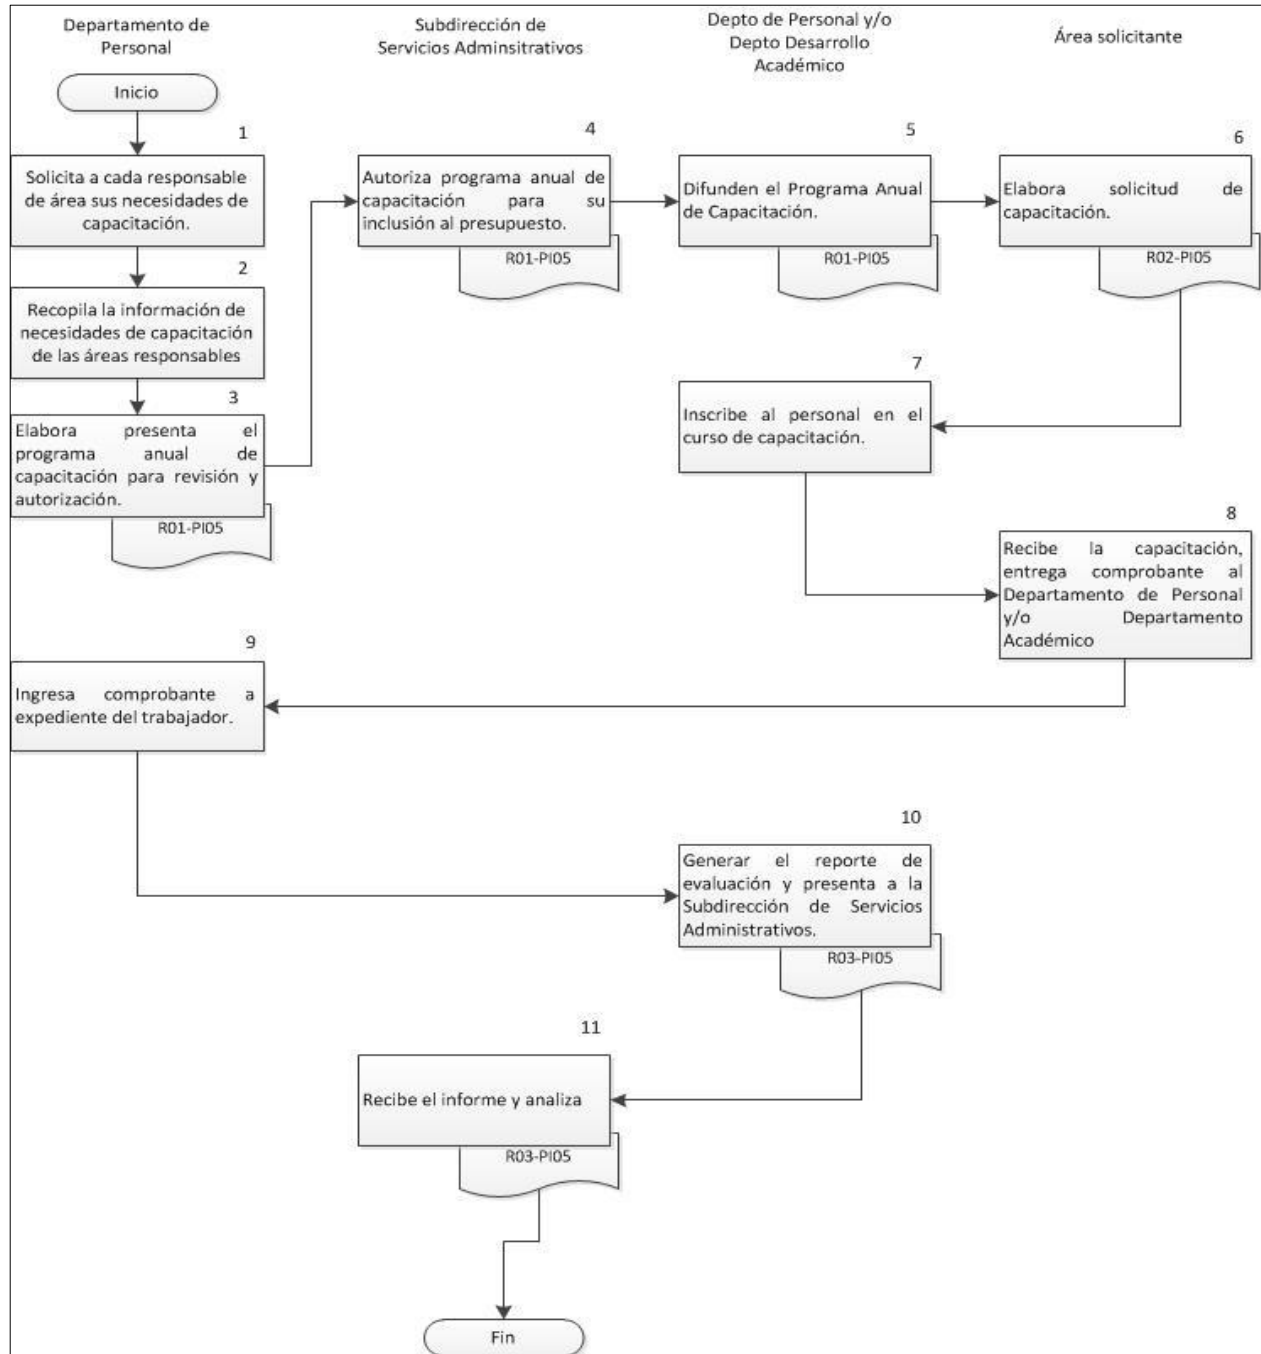 Departamento de
Personal
Subdirección de
Servicios Adminsitrativos
Depto de Personal y/o
Depto Desarrollo
Académico
Área solicitante
Inicio
1
Solicita a cada responsable
de área sus necesidades de
capacitación.
2
Recopila la información de
necesidades de capacitación
de las áreas responsables
3
Elabora presenta el
programa anual de
capacitación para revisión y
autorización.
R01-PI05
4
Autoriza programa anual de
capacitación para su
inclusión al presupuesto.
R01-PI05
5
Difunden el Programa Anual
de Capacitación.
R01-PI05
6
Elabora solicitud de
capacitación.
R02-PI05
7
Inscribe al personal en el
curso de capacitación.
8
Recibe la capacitación,
entrega comprobante al
Departamento de Personal
y/o Departamento
Académico
9
Ingresa comprobante a
expediente del trabajador.
10
Generar el reporte de
evaluación y presenta a la
Subdirección de Servicios
Administrativos.
R03-PI05
11
Recibe el informe y analiza
R03-PI05
Fin